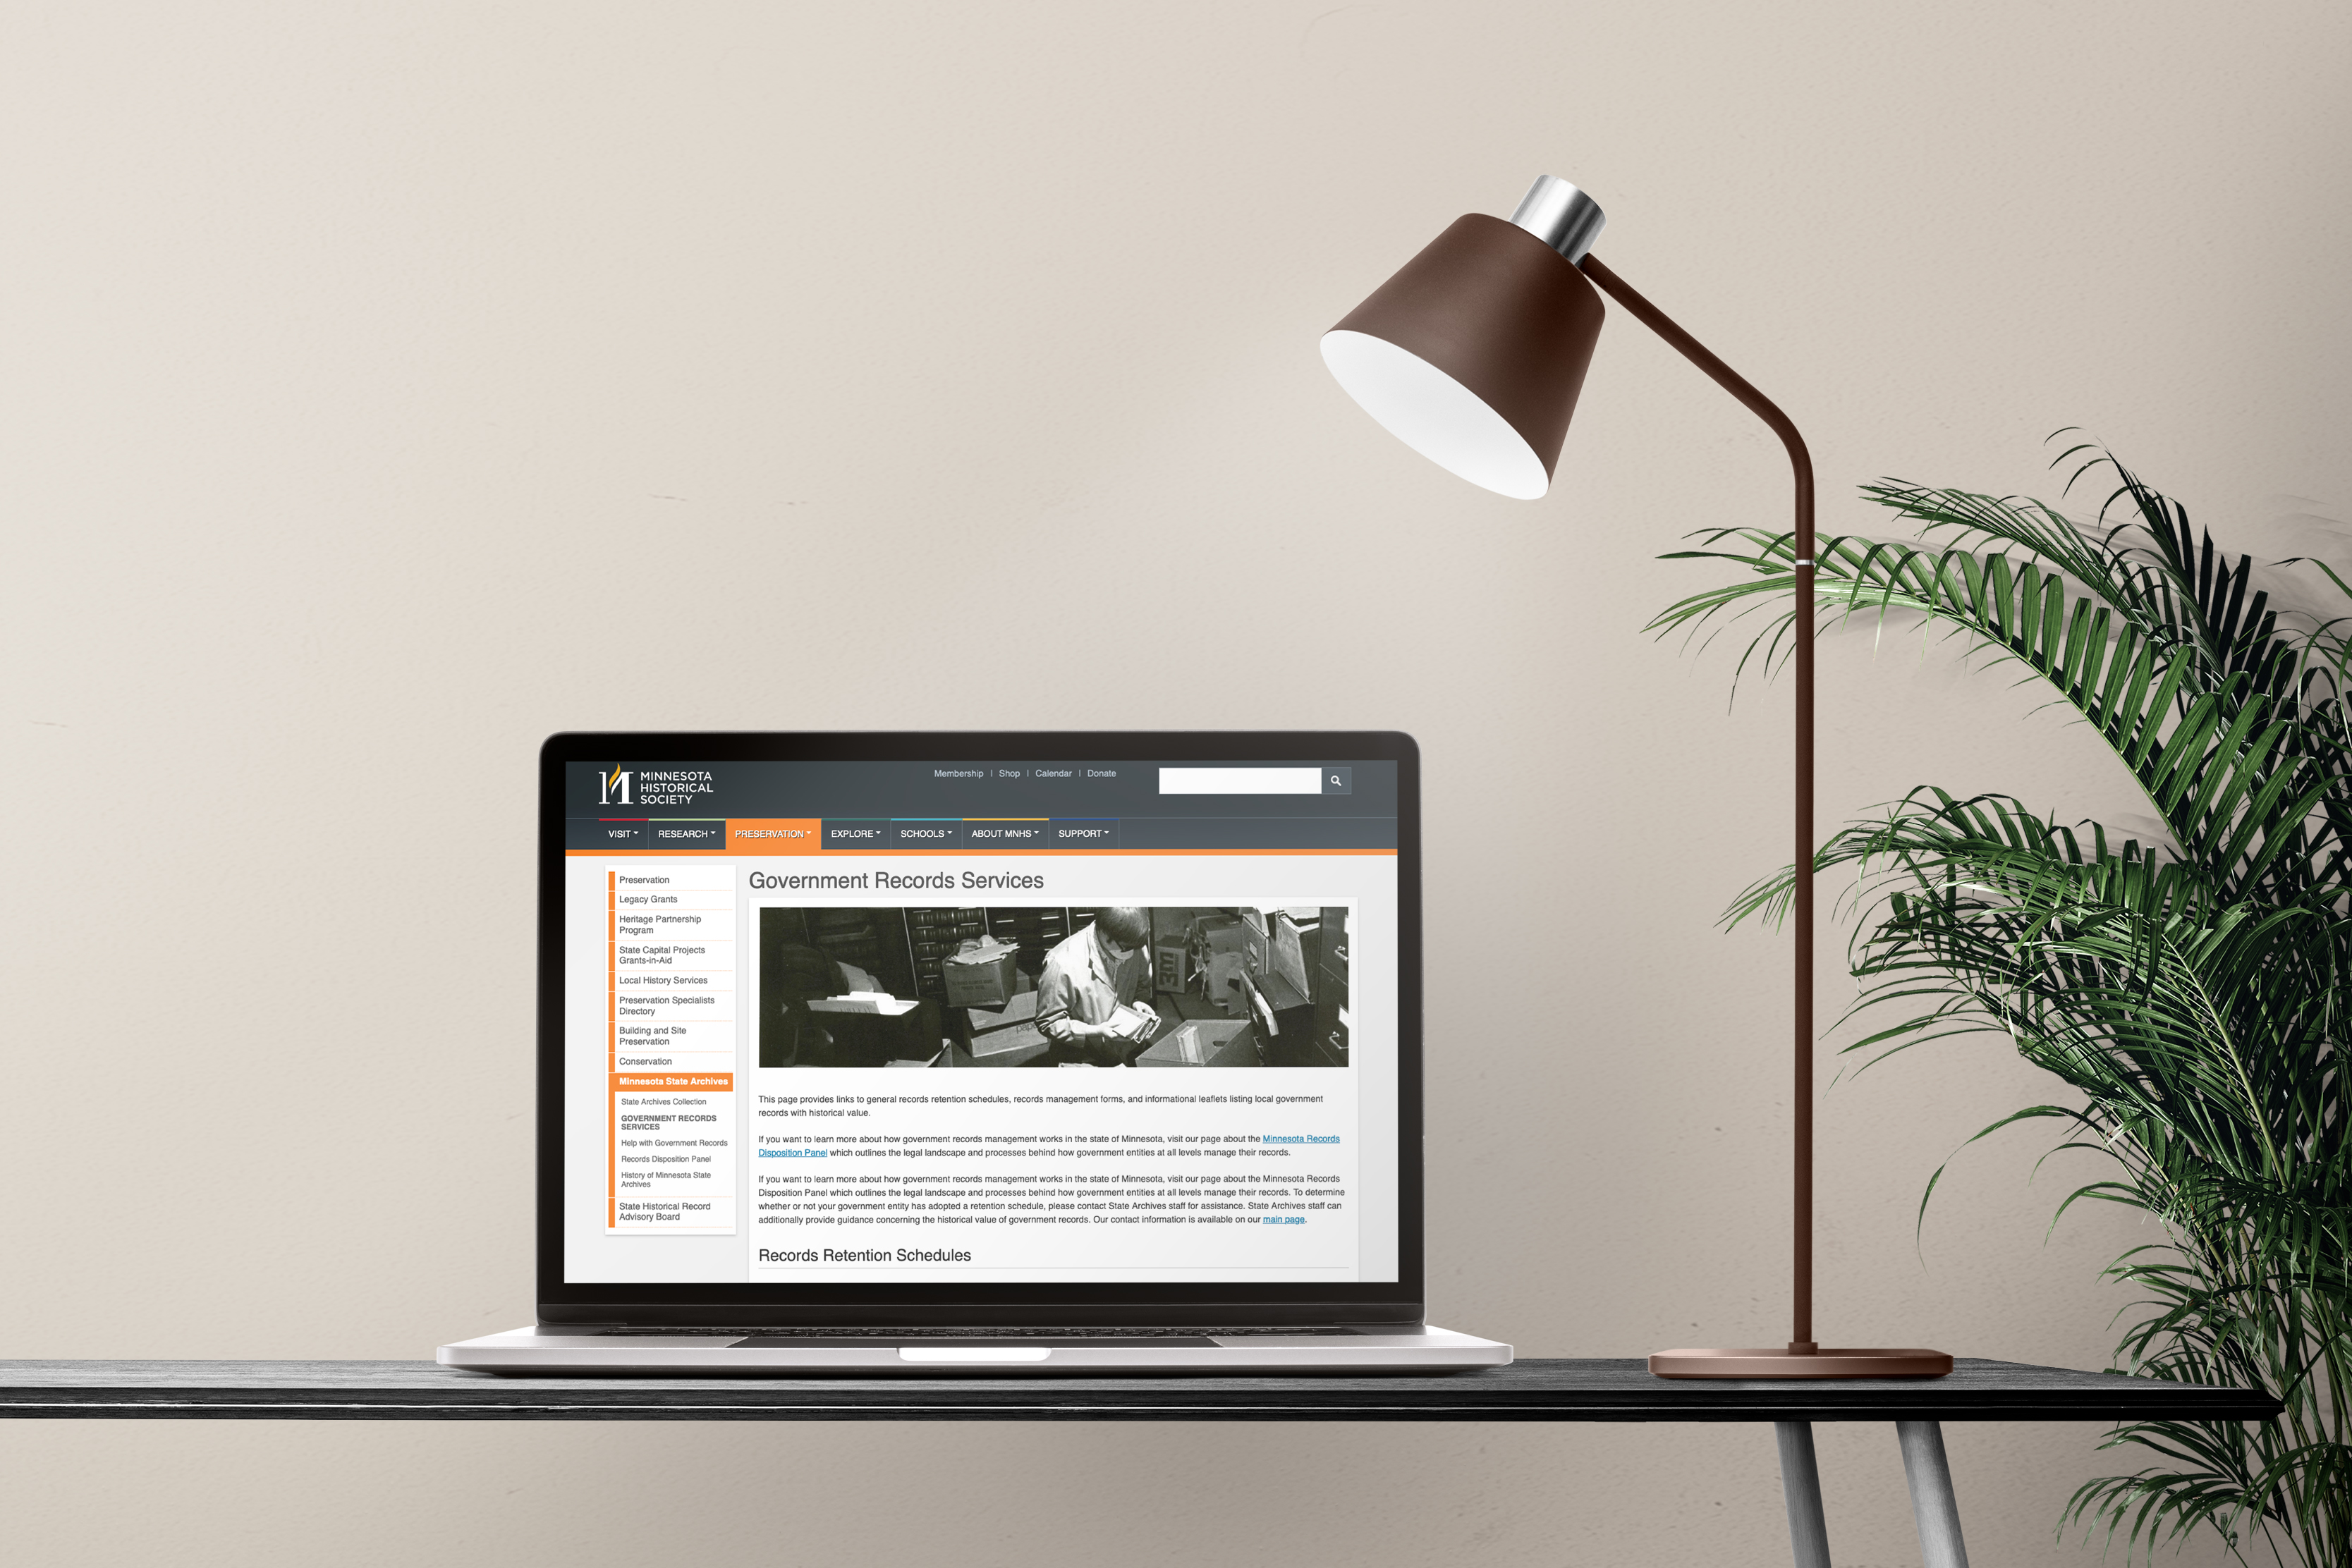 MINNESOTA
HISTORICAL
SOCIETY
Membership | Shop | Calendar | Donate
VISIT RESEARCH PRESERVATION EXPLORE SCHOOLS ABOUT MNHS SUPPORT
Preservation
Legacy Grants
Heritage Partnership
Program
State Capital Projects
Grants-in-Aid
Local History Services
Preservation Specialists
Directory
Building and Site
Preservation
Conservation
Minnesota State Archives
State Archives Collection
GOVERNMENT RECORDS
SERVICES
Help with Government Records
Records Disposition Panel
History of Minnesota State
Archives
State Historical Record
Advisory Board
Government Records Services
3M
This page provides links to general records retention schedules, records management forms, and informational leaflets listing local government
records with historical value.
If you want to learn more about how government records management works in the state of Minnesota, visit our page about the Minnesota Records
Disposition Panel which outlines the legal landscape and processes behind how government entities at all levels manage their records.
If you want to learn more about how government records management works in the state of Minnesota, visit our page about the Minnesota Records
Disposition Panel which outlines the legal landscape and processes behind how government entities at all levels manage their records. To determine
whether or not your government entity has adopted a retention schedule, please contact State Archives staff for assistance. State Archives staff can
additionally provide guidance concerning the historical value of government records. Our contact information is available on our main page.
Records Retention Schedules